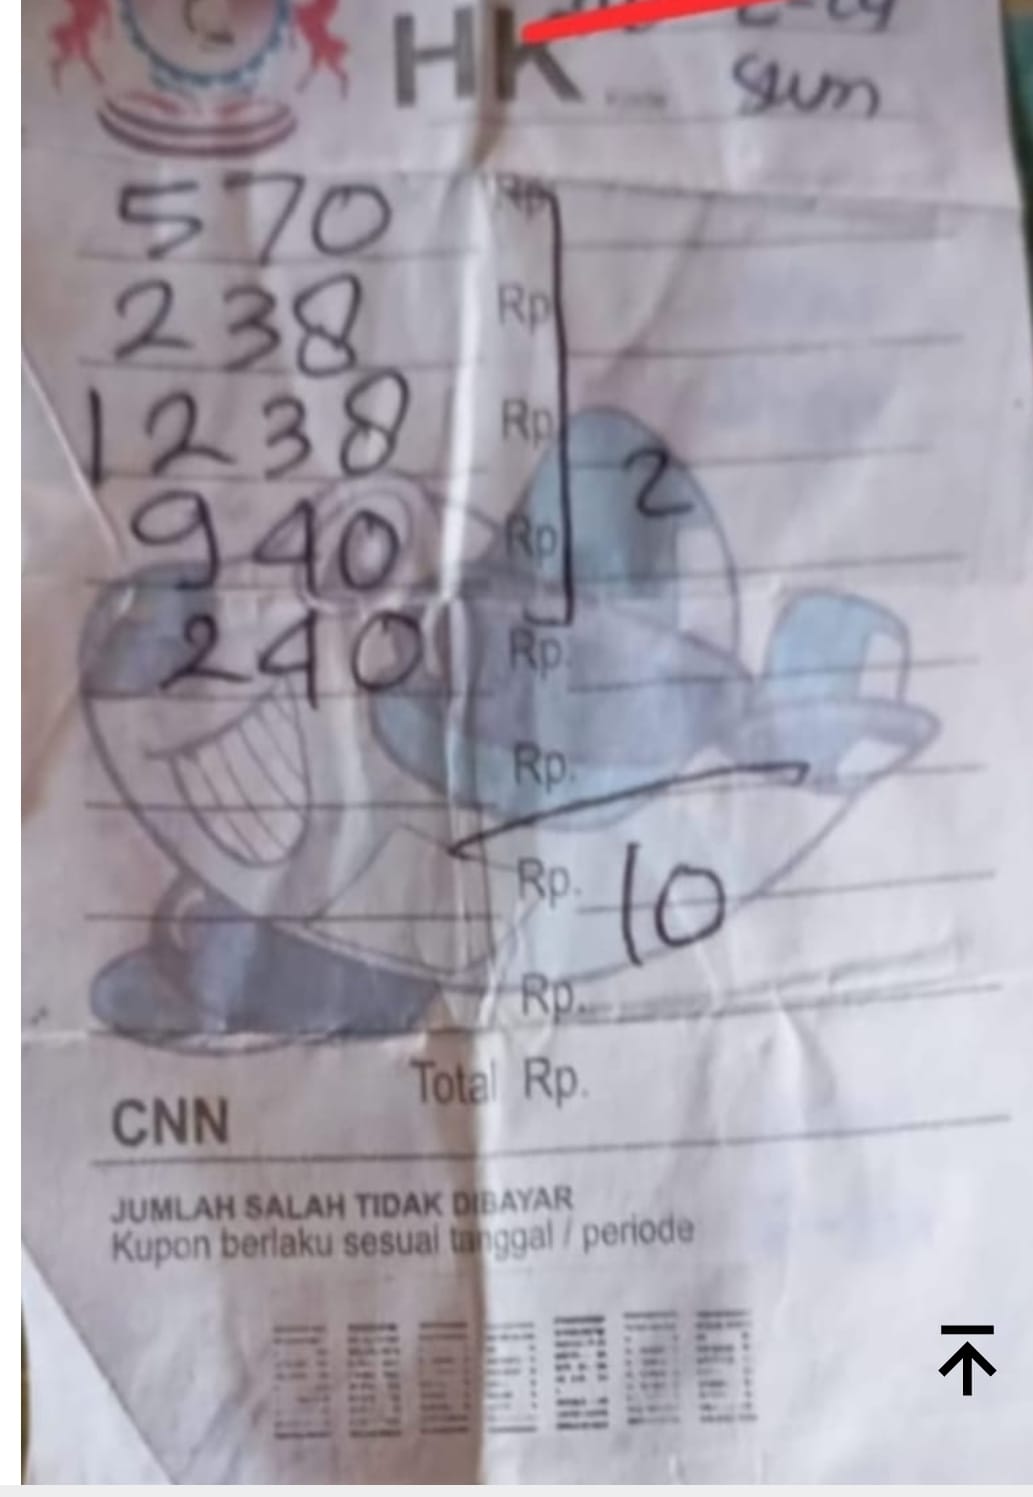 HK
sum
570 Rp
238 Rp
1238 Rp
940 Rp 2
240 Rp.
Rp.
Rp. 10
Rp.
Total Rp.
CNN
JUMLAH SALAH TIDAK DIBAYAR
Kupon berlaku sesuai tanggal / periode